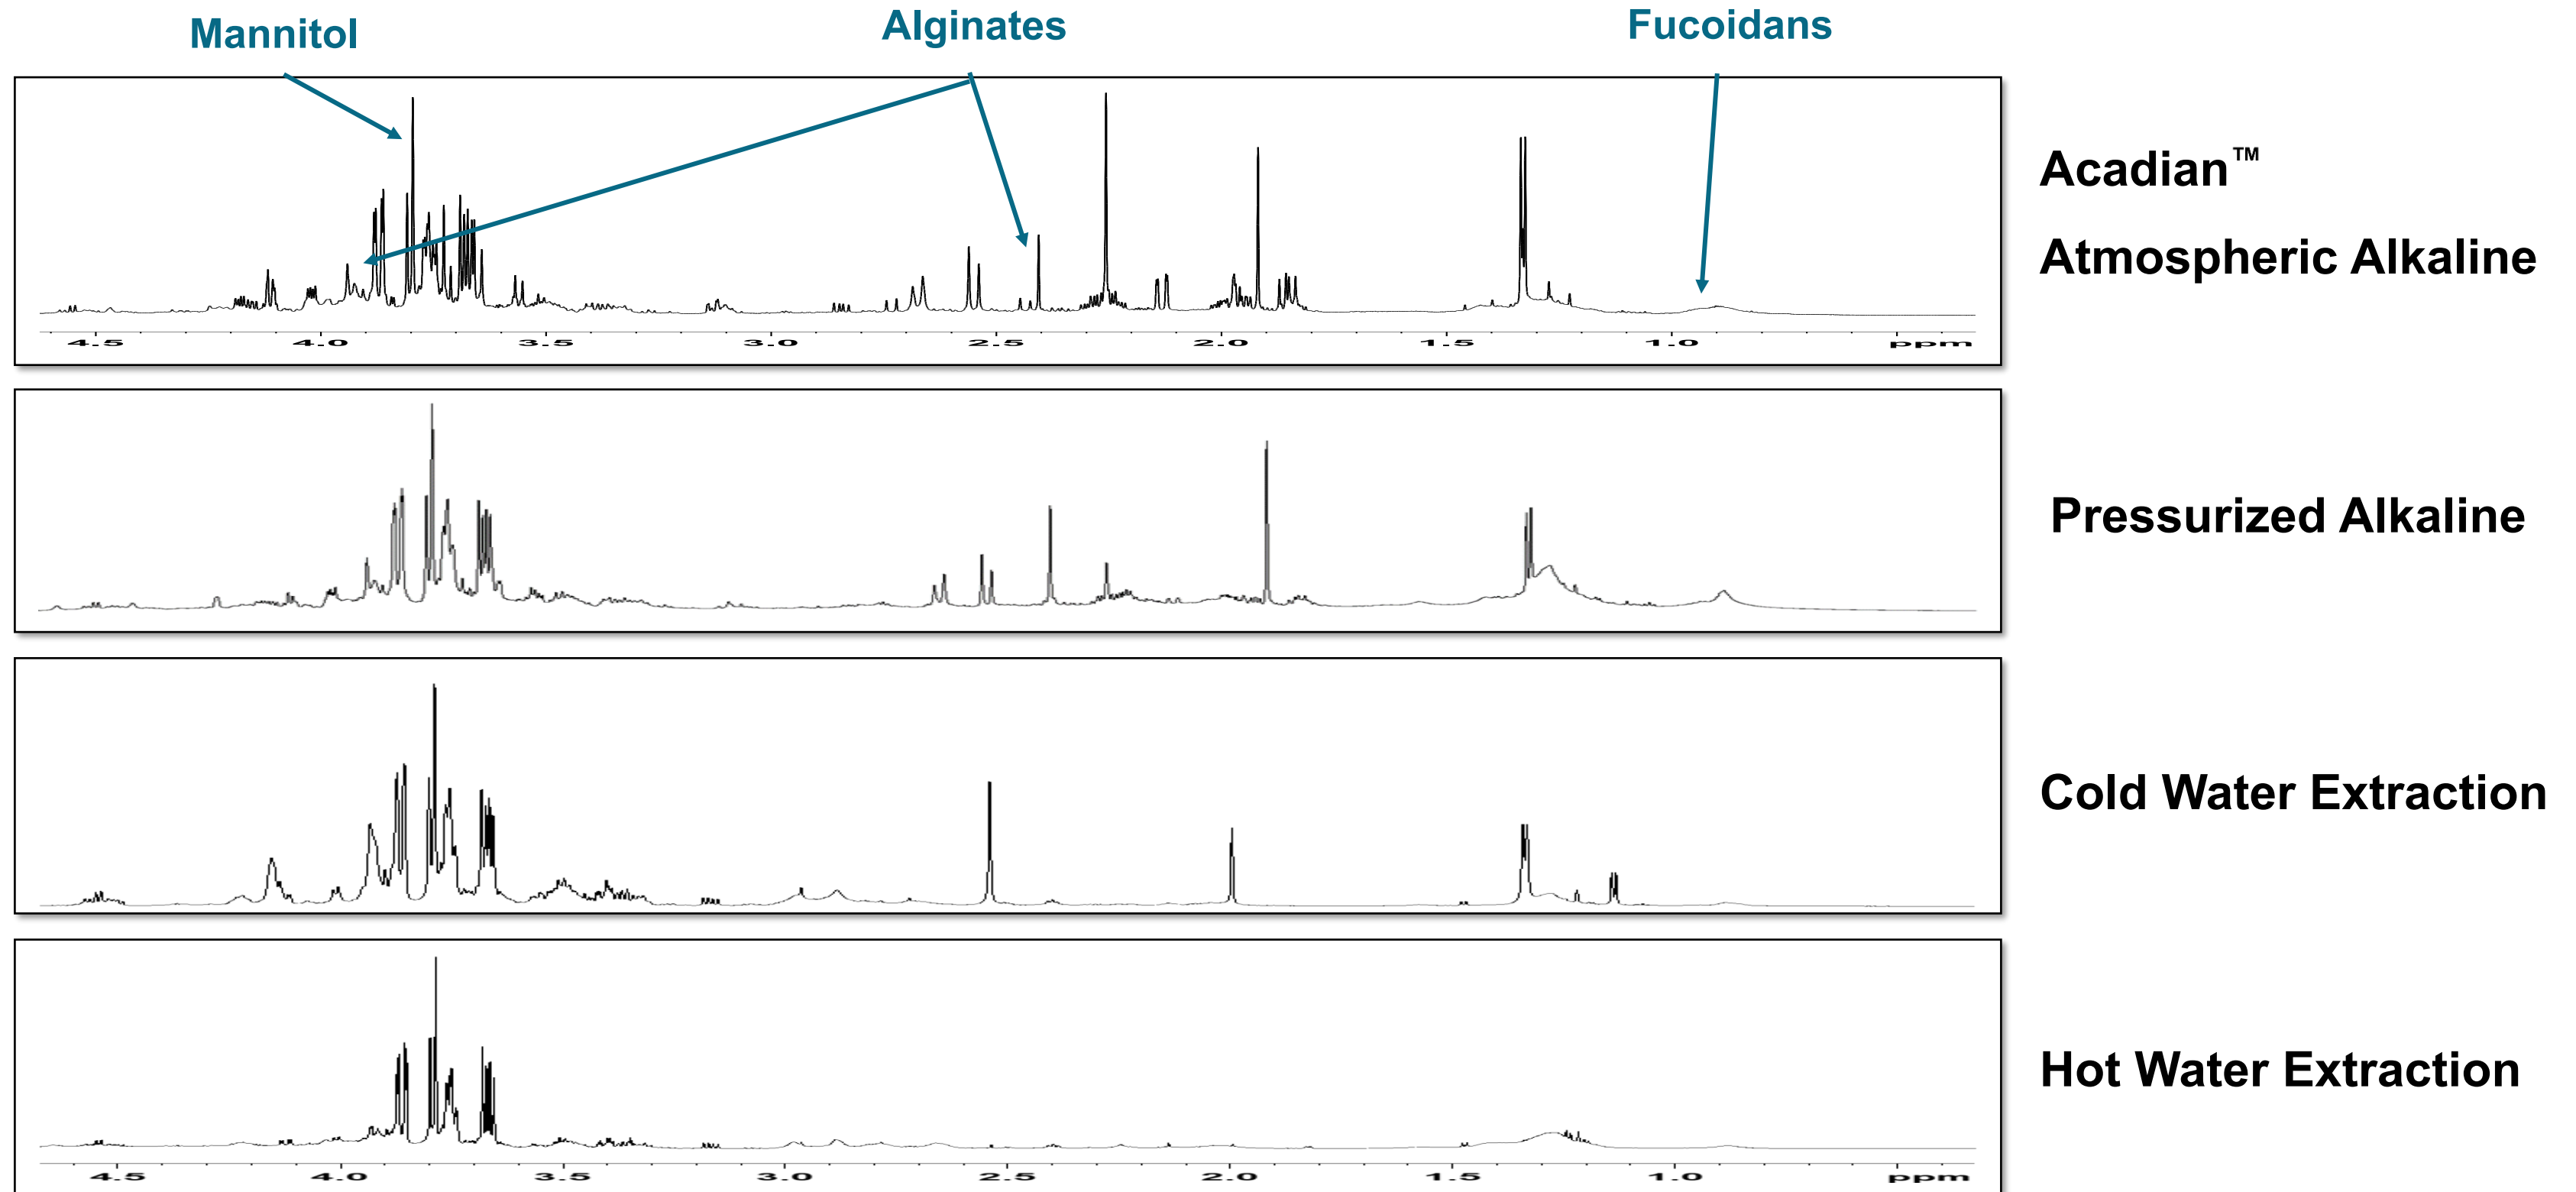 Mannitol
Alginates
Fucoidans
Acadian™
Atmospheric Alkaline
4.5 4.0 3.5 3.0 2.5 2.0 1.5 1.0 ppm
Pressurized Alkaline
Cold Water Extraction
Hot Water Extraction
4.5 4.0 3.5 3.0 2.5 2.0 1.5 1.0 ppm